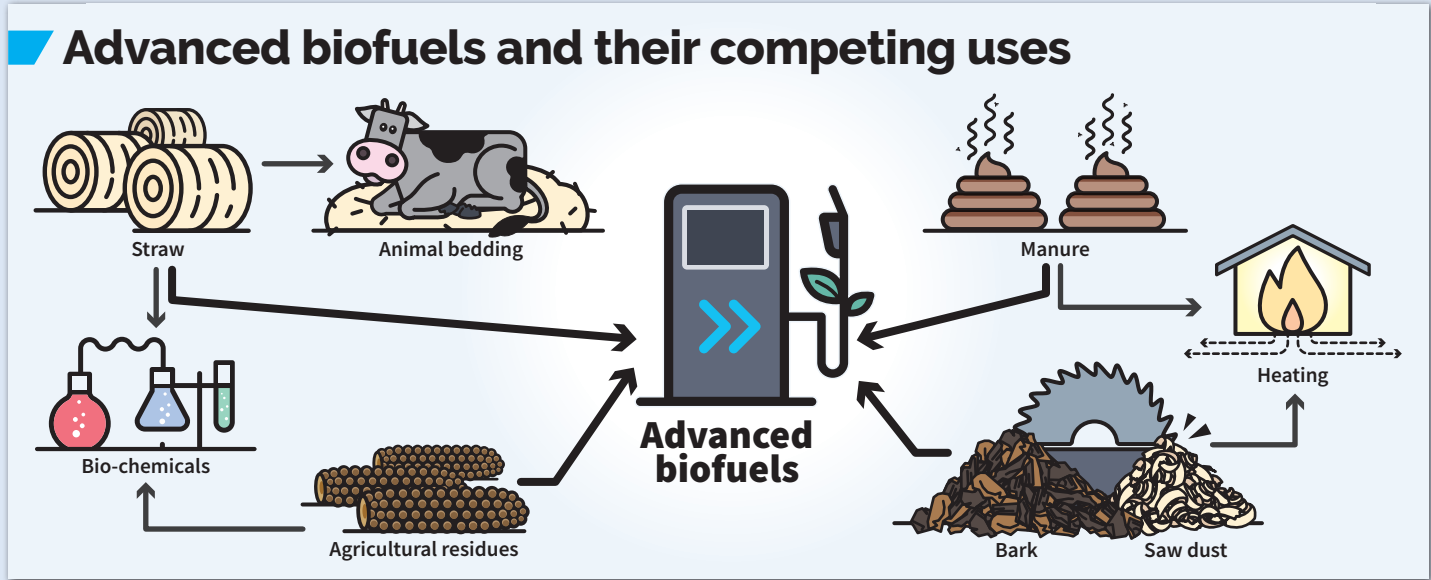 Advanced biofuels and their competing uses
Straw
Animal bedding
Manure
Heating
Advanced
biofuels
Bio-chemicals
Agricultural residues
Bark
Saw dust